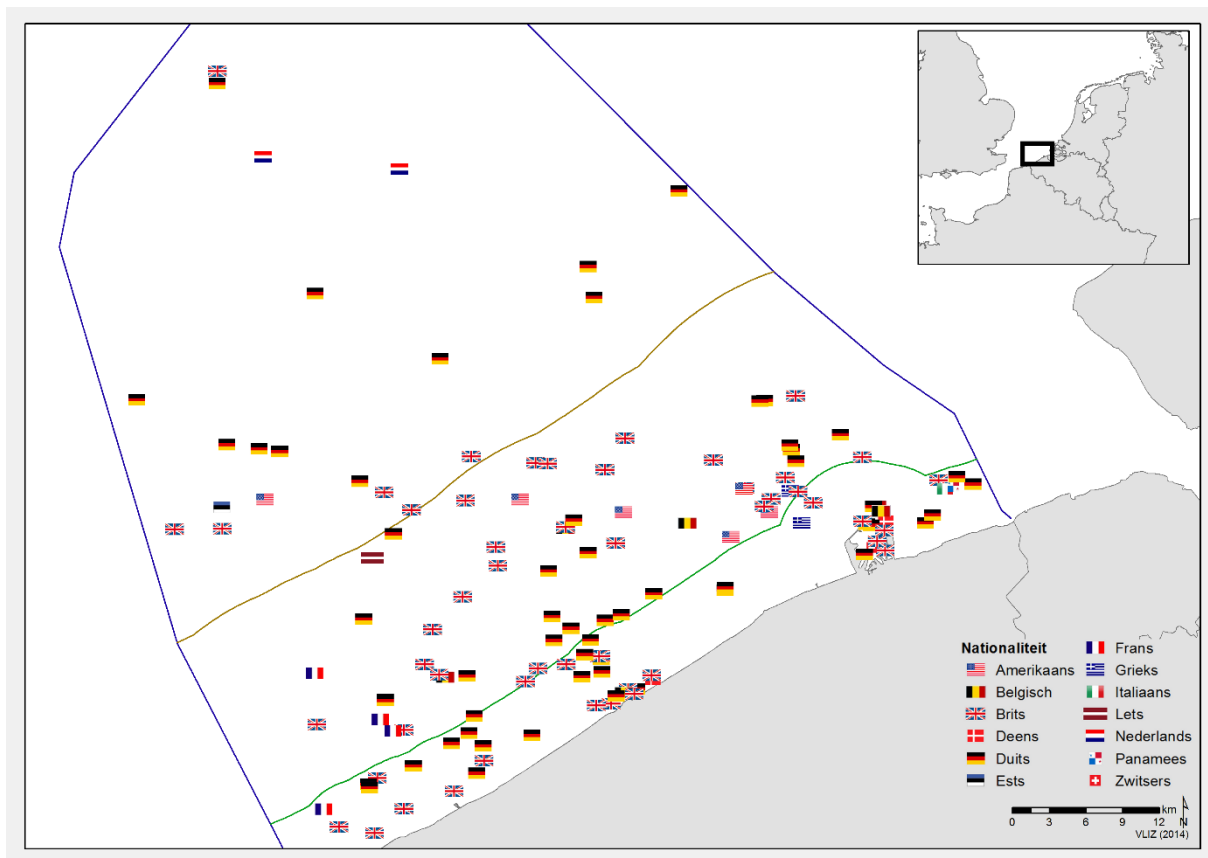 Nationaliteit
Amerikaans
Belgisch
Brits
Deens
Duits
Ests
Frans
Grieks
Italiaans
Lets
Nederlands
Panamees
Zwitsers
km
0 3 6 9 12 N
VLIZ (2014)